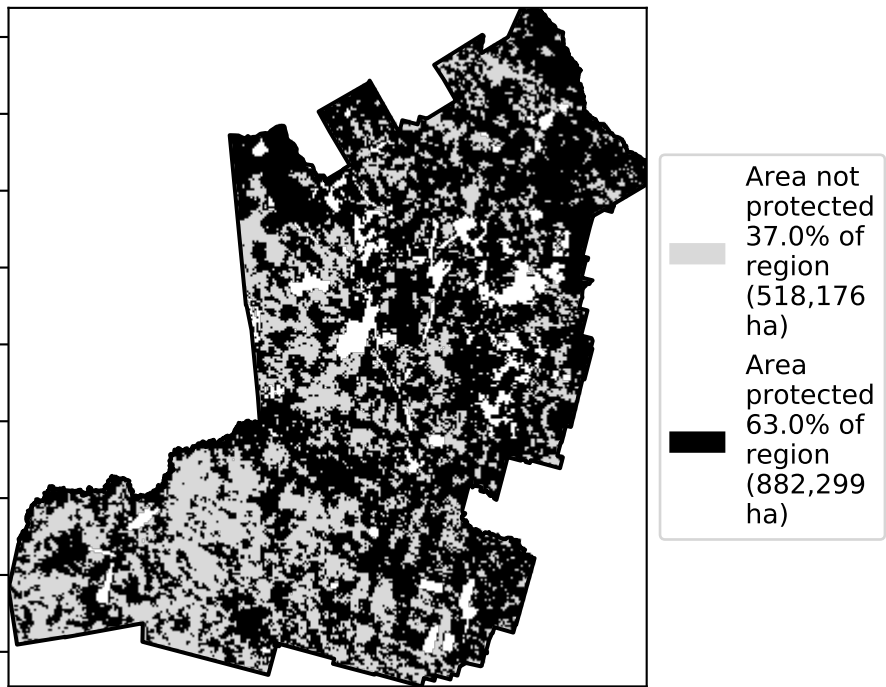 Area not
protected
37.0% of
region
(518,176
ha)
Area
protected
63.0% of
region
(882,299
ha)